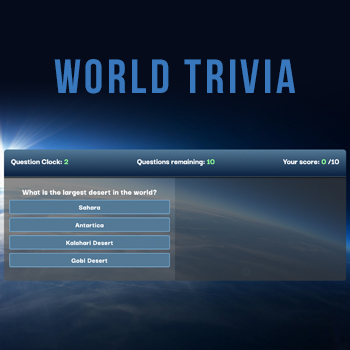 WORLD TRIVIA
Question Clock: 2 Questions remaining: 10 Your score: 0 /10
What is the largest desert in the world?
Sahara
Antartica
Kalahari Desert
Gobi Desert